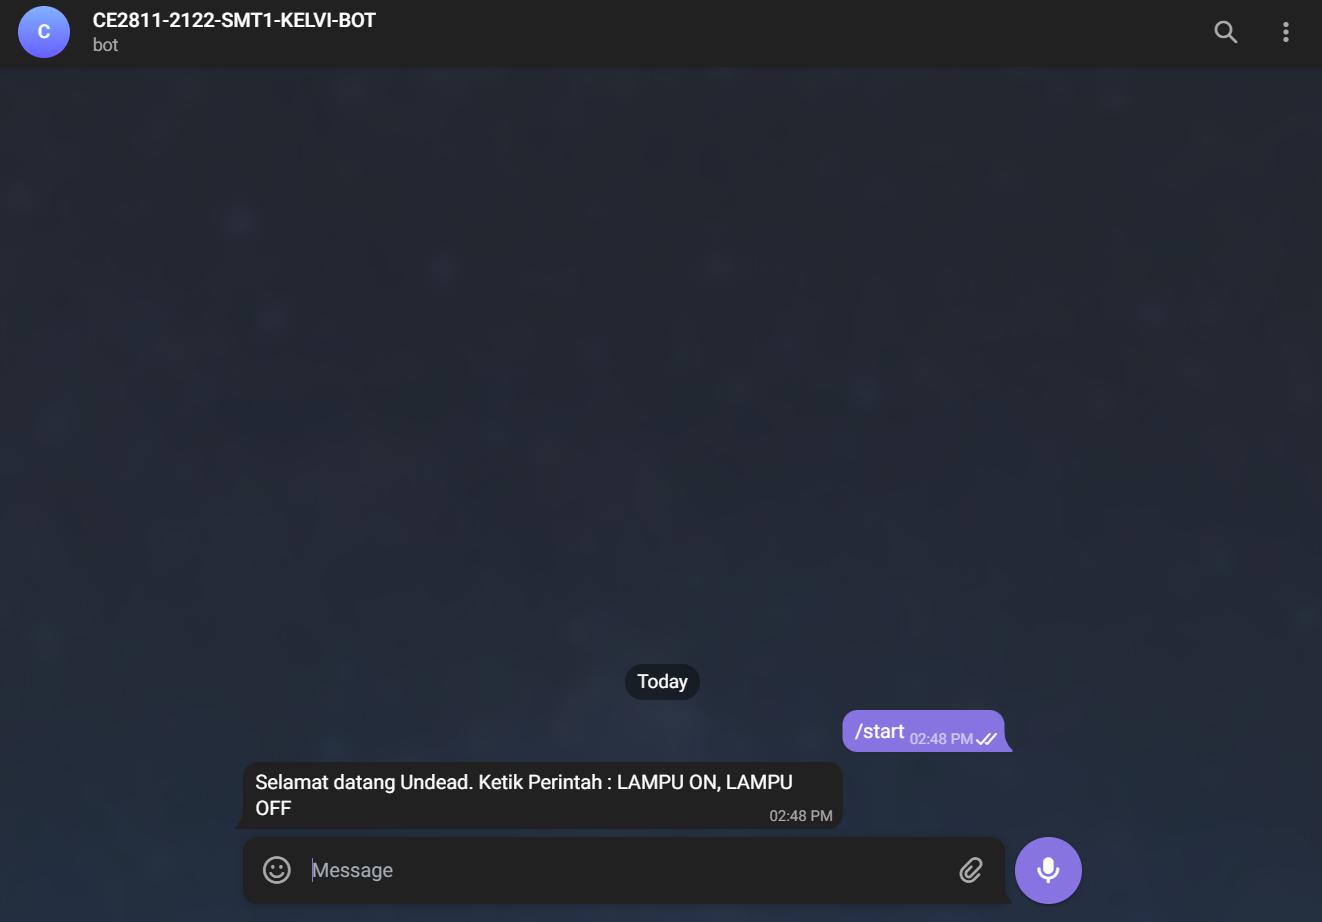 C
CE2811-2122-SMT1-KELVI-BOT
bot
Today
/start 02:48 PM
Selamat datang Undead. Ketik Perintah : LAMPU ON, LAMPU
OFF
02:48 PM
Message